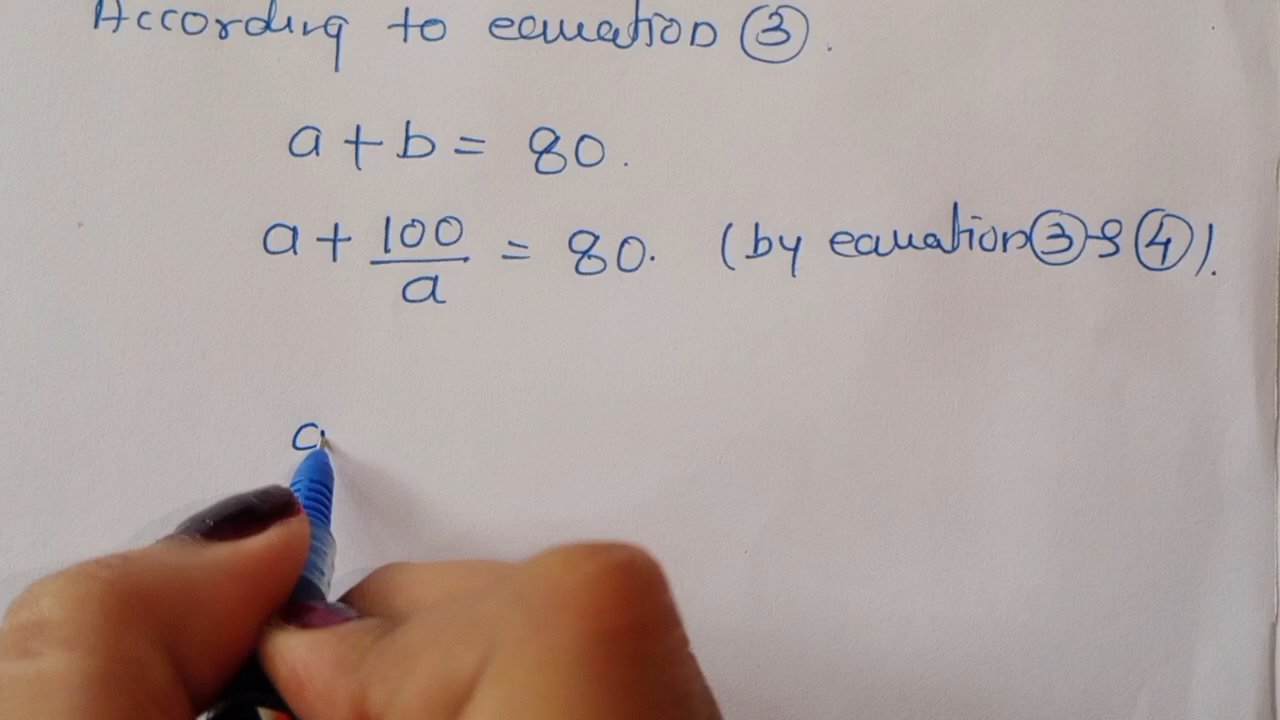 According to equation ③.
a + b = 80.
a + 100/a = 80. (by equation ③ & ④).
a